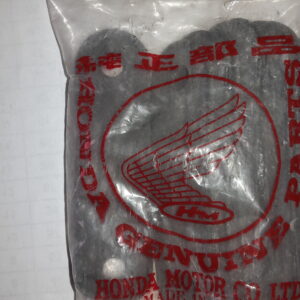 純正部品
HONDA GENUINE PARTS
HM
HONDA MOTOR CO LTD